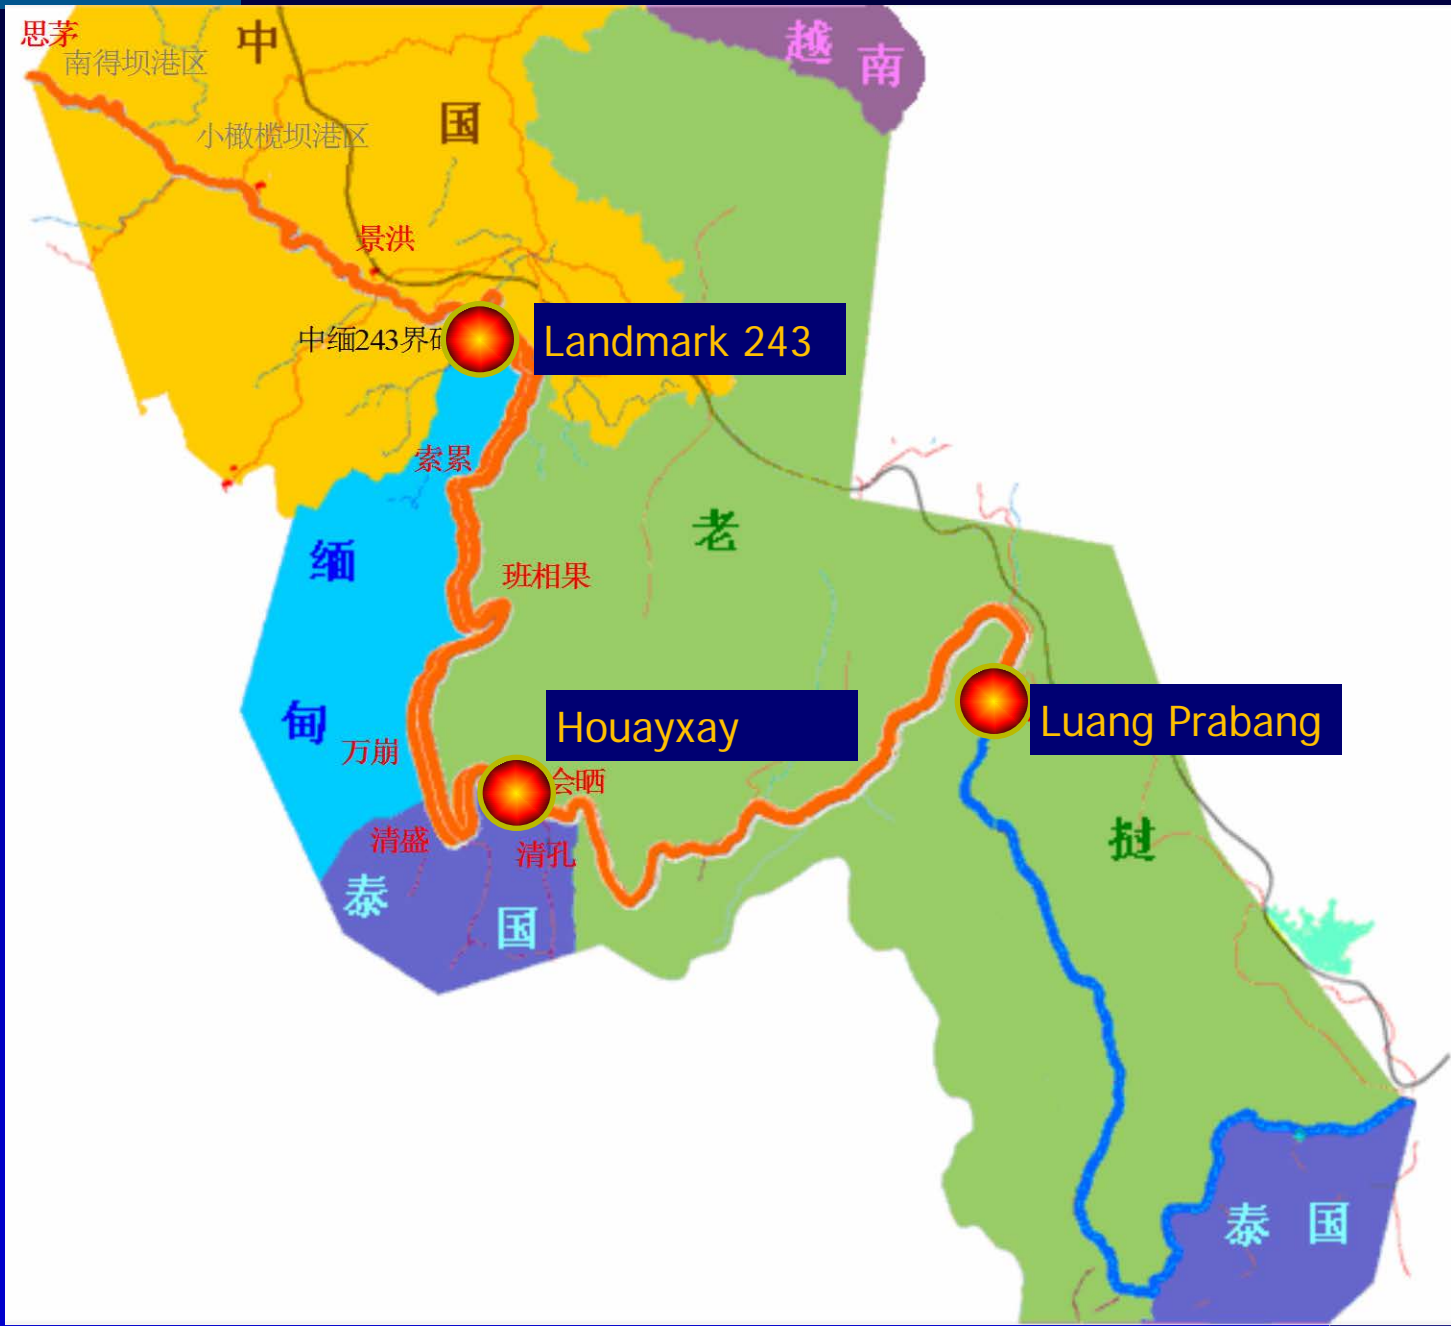 思茅
中
越南
南得坝港区
国
小橄榄坝港区
景洪
中缅243界碑
Landmark 243
索累
老
缅
班相果
甸
Houayxay
Luang Prabang
万崩
会晒
清盛
清孔
挝
泰
国
泰国